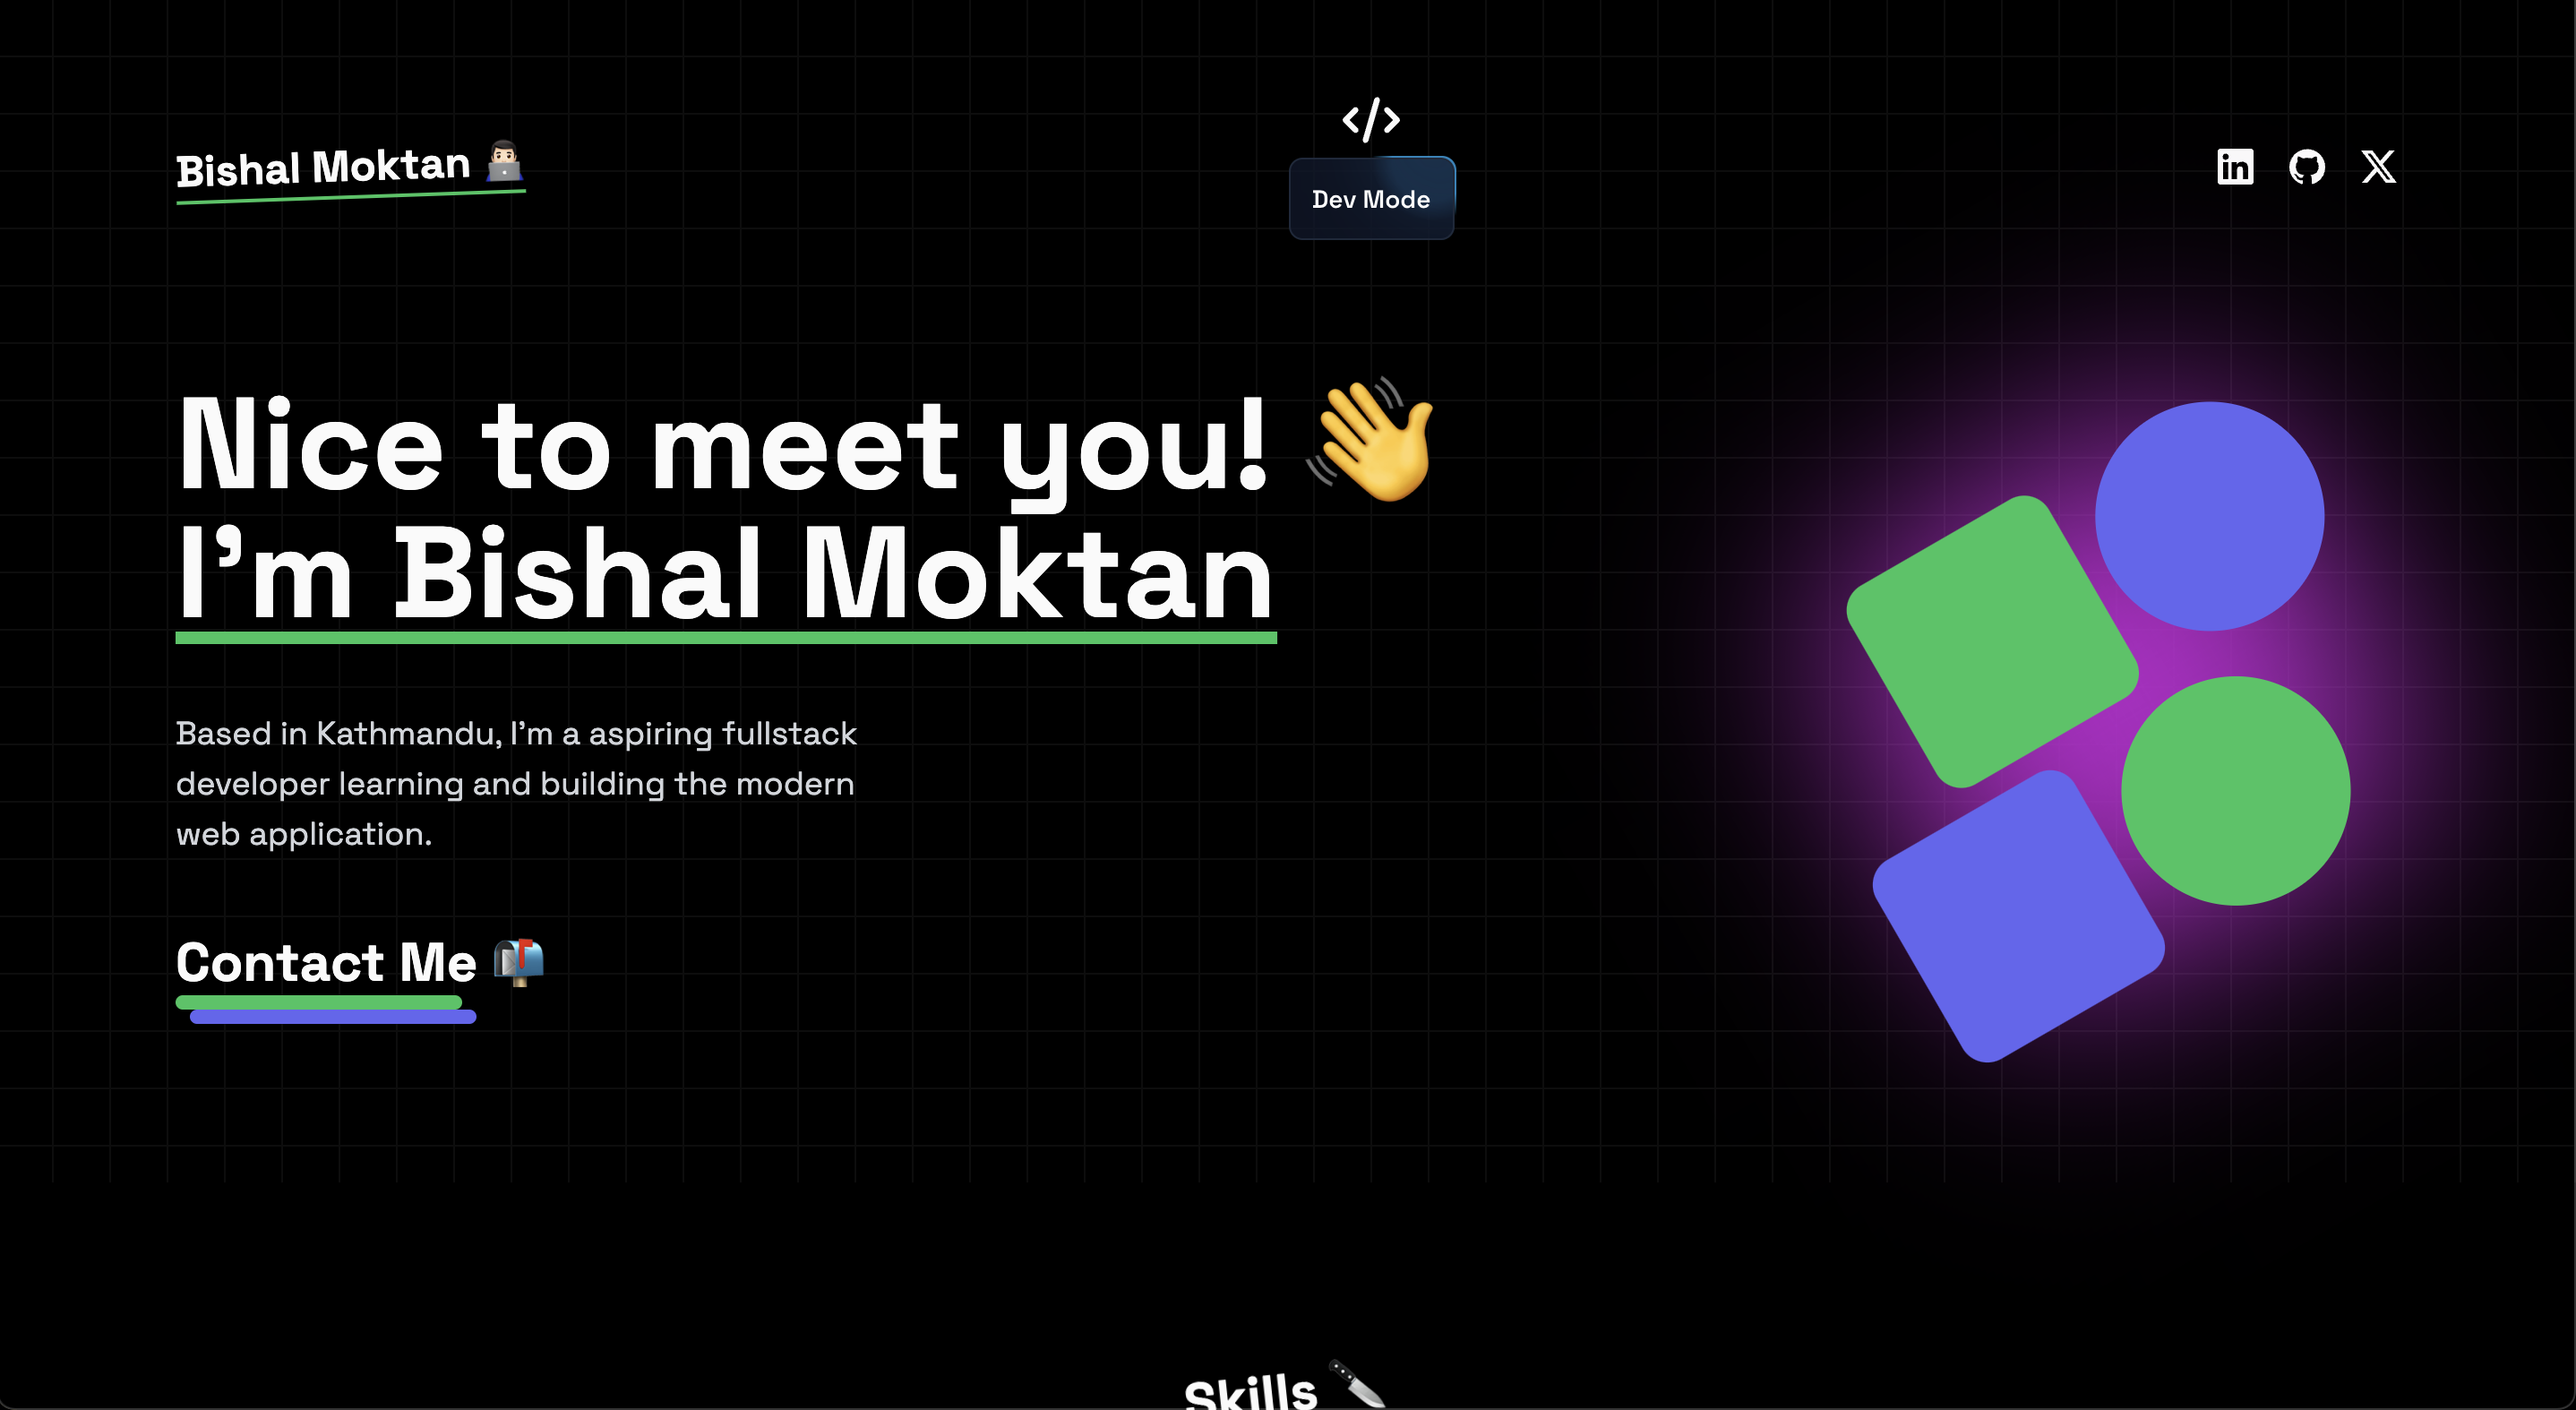 Bishal Moktan 👨🏻‍💻
</>
Dev Mode
Nice to meet you! 👋
I’m Bishal Moktan
Based in Kathmandu, I’m a aspiring fullstack
developer learning and building the modern
web application.
Contact Me 📬
Skills 🔪